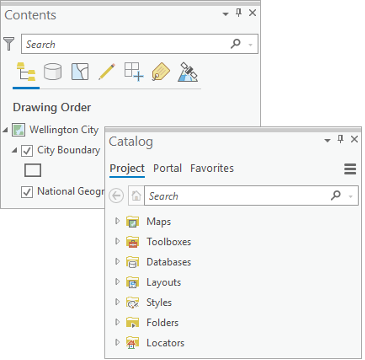 Contents
Search
Drawing Order
Wellington City
City Boundary
National Geogr
Catalog
Project Portal Favorites
Search
Maps
Toolboxes
Databases
Layouts
Styles
Folders
Locators